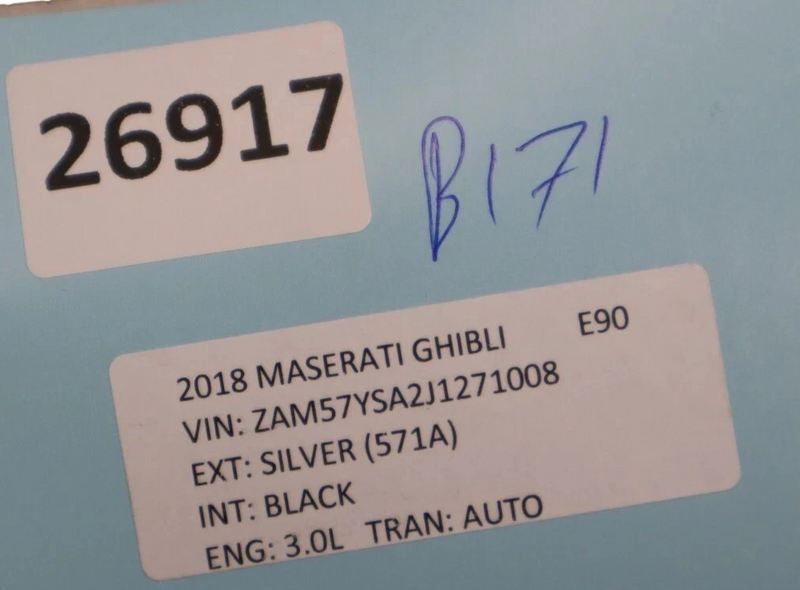 26917
B171
2018 MASERATI GHIBLI E90
VIN: ZAM57YSA2J1271008
EXT: SILVER (571A)
INT: BLACK
ENG: 3.0L TRAN: AUTO